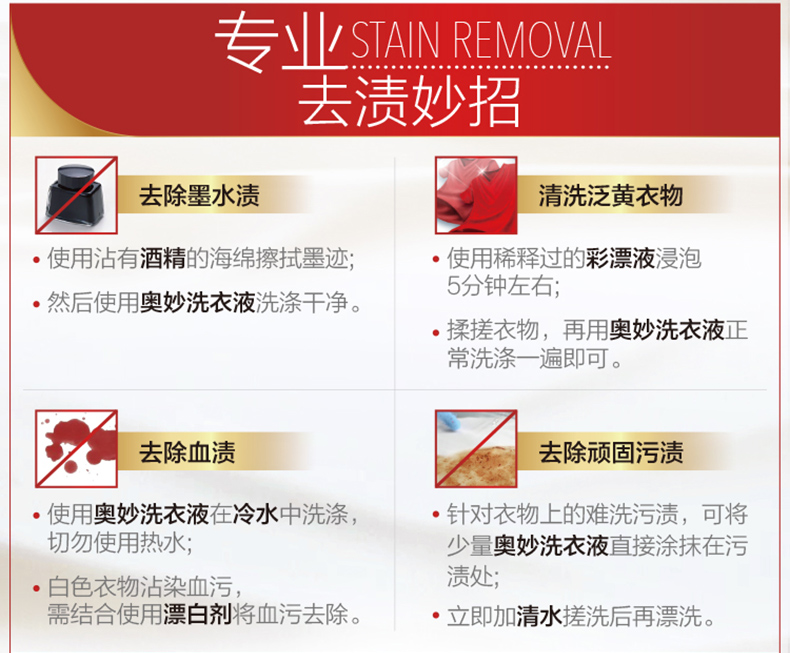 专业 STAIN REMOVAL
去渍妙招
去除墨水渍
• 使用沾有酒精的海绵擦拭墨迹;
• 然后使用奥妙洗衣液洗涤干净。
清洗泛黄衣物
• 使用稀释过的彩漂液浸泡
5分钟左右;
• 揉搓衣物，再用奥妙洗衣液正
常洗涤一遍即可。
去除血渍
• 使用奥妙洗衣液在冷水中洗涤，
切勿使用热水;
• 白色衣物沾染血污，
需结合使用漂白剂将血污去除。
去除顽固污渍
• 针对衣物上的难洗污渍，可将
少量奥妙洗衣液直接涂抹在污
渍处;
• 立即加清水搓洗后再漂洗。